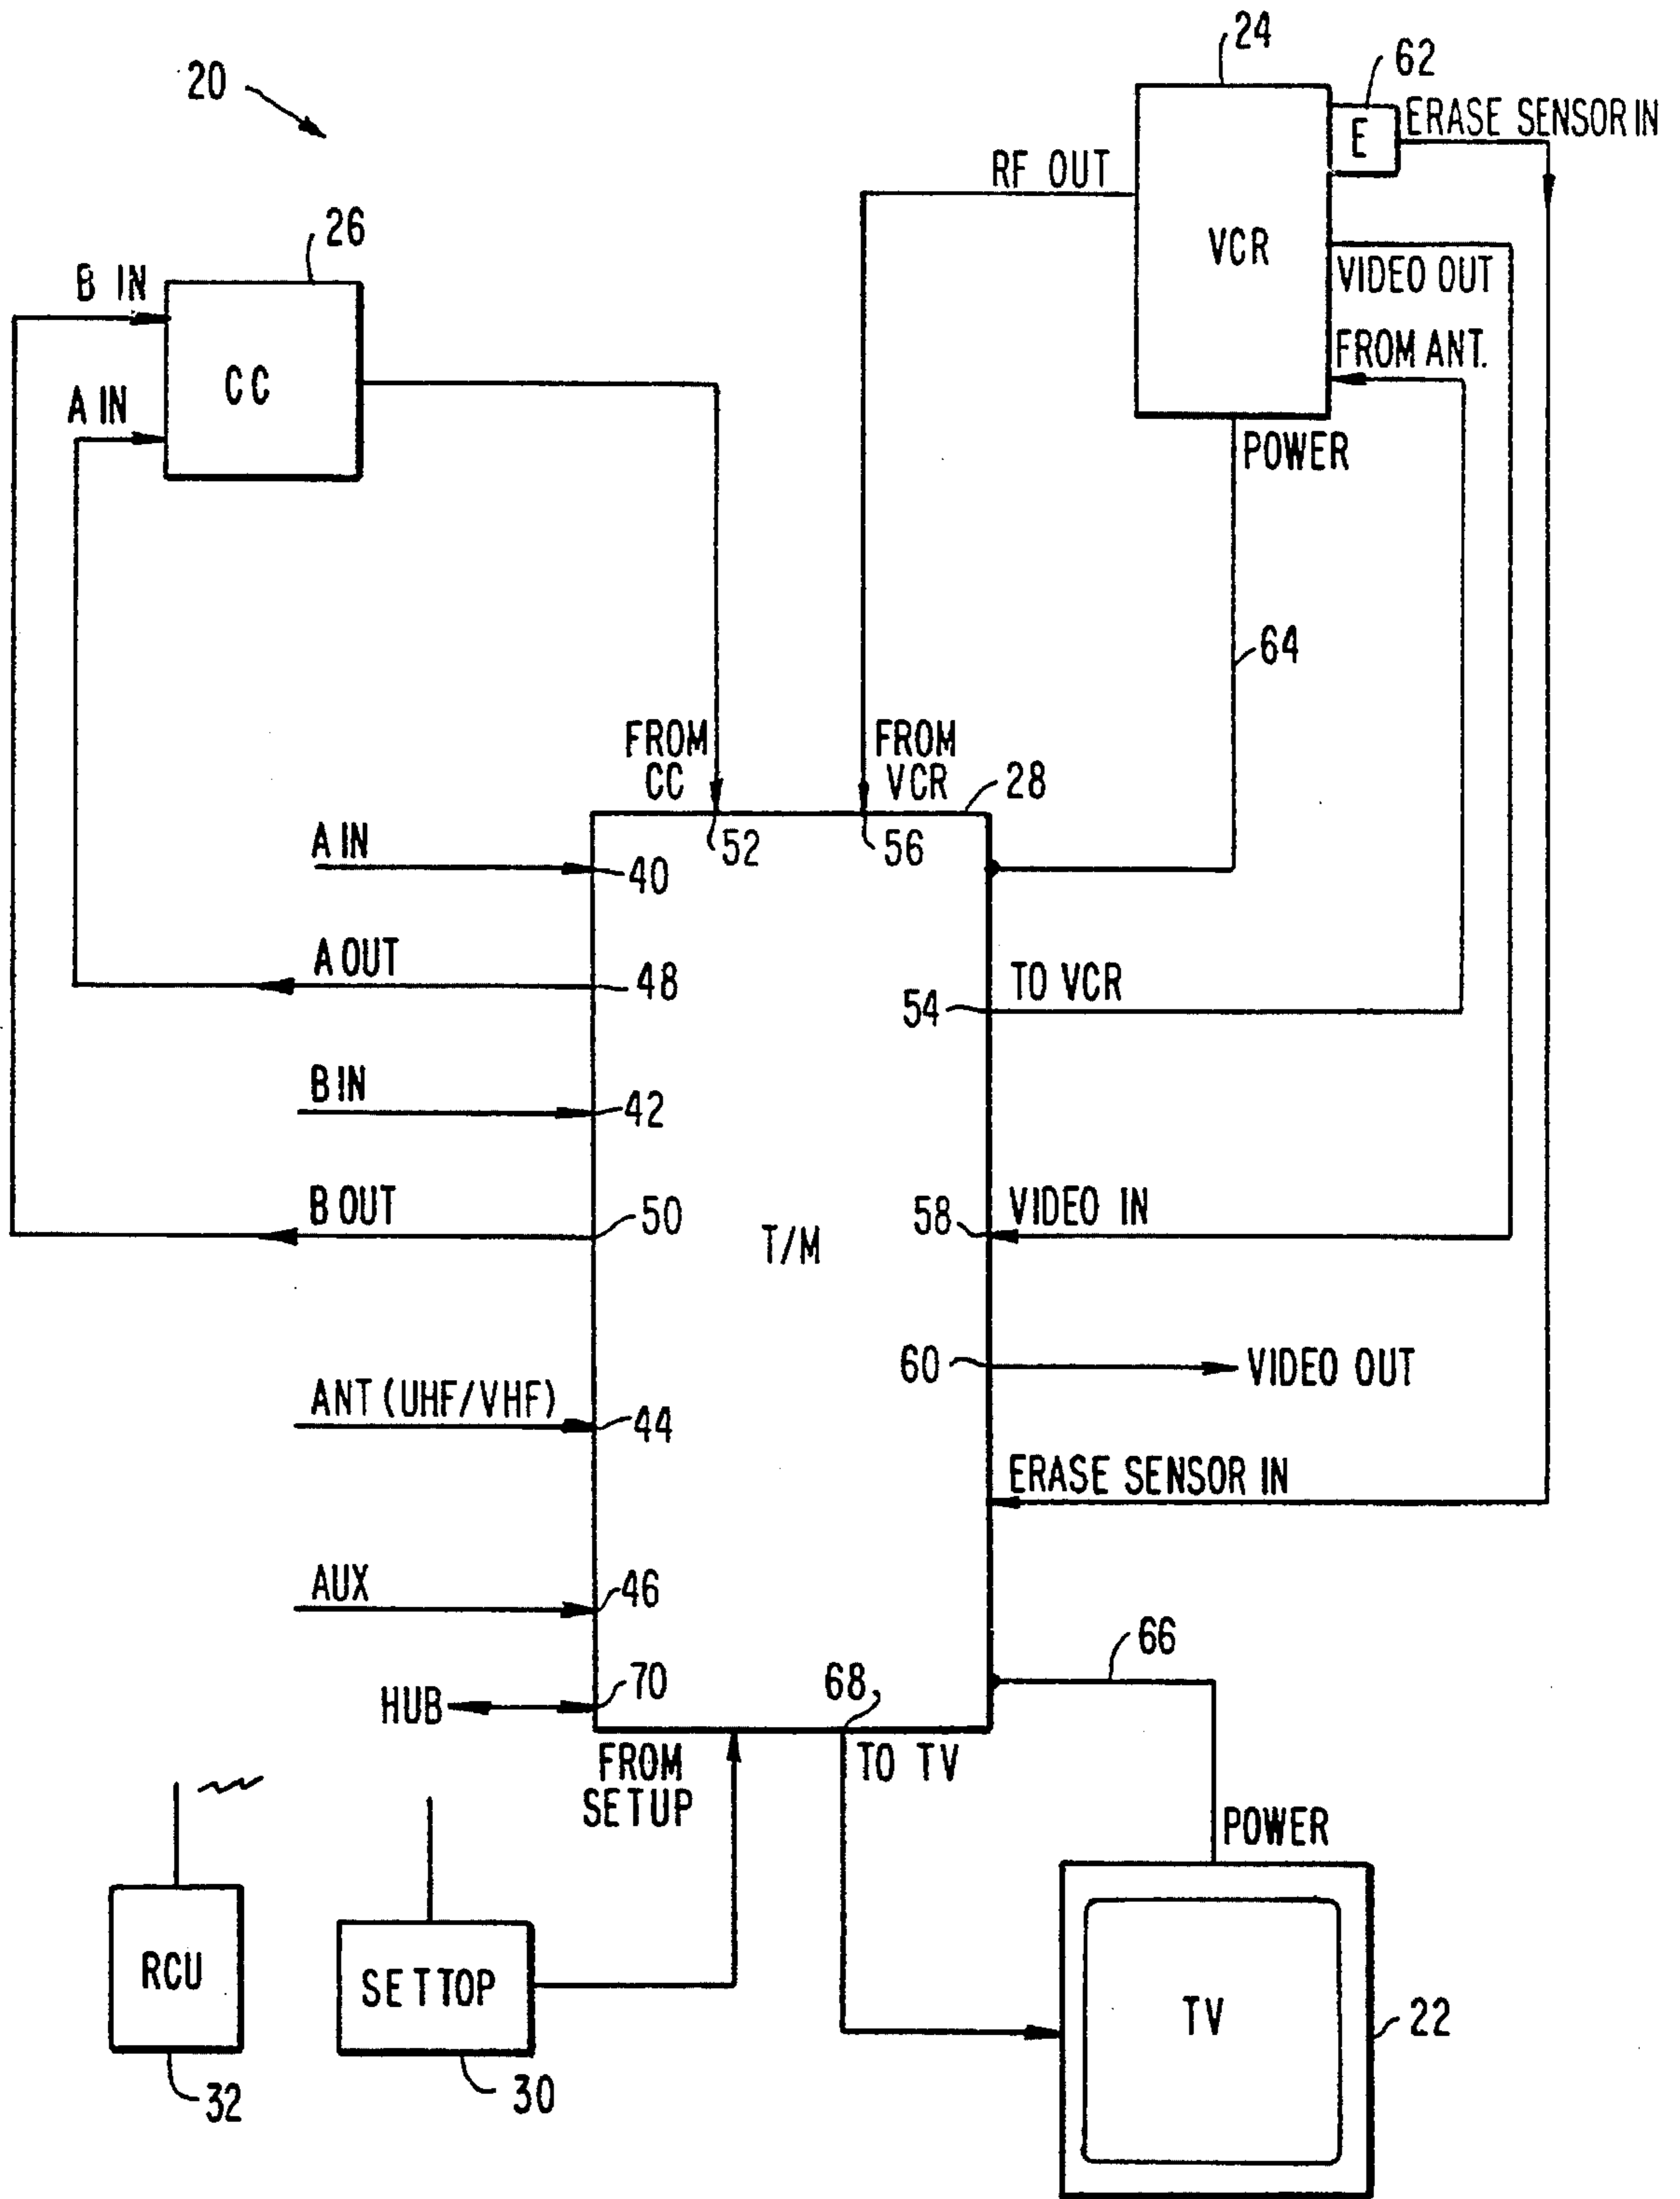 20
24
62
E
ERASE SENSOR IN
RF OUT
26
VCR
VIDEO OUT
B IN
FROM ANT.
CC
A IN
POWER
64
FROM
CC
FROM
VCR
28
52
56
A IN
40
A OUT
48
TO VCR
54
B IN
42
B OUT
50
T/M
58
VIDEO IN
60
VIDEO OUT
ANT (UHF/VHF)
44
ERASE SENSOR IN
AUX
46
66
HUB
70
68
FROM
SETUP
TO TV
POWER
RCU
SETTOP
TV
22
32
30